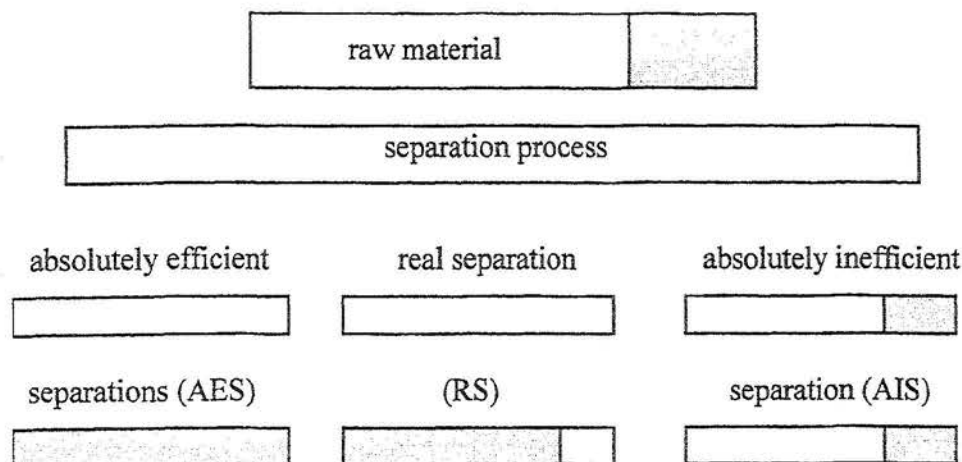 raw material
separation process
absolutely efficient real separation absolutely inefficient
separations (AES) (RS) separation (AIS)